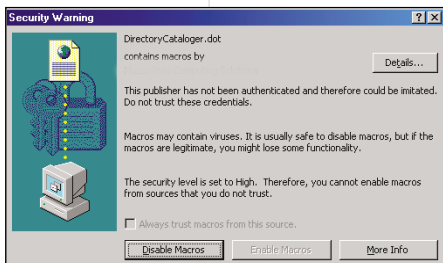 Security Warning
DirectoryCataloger.dot
contains macros by
Details...
This publisher has not been authenticated and therefore could be imitated.
Do not trust these credentials.
Macros may contain viruses. It is usually safe to disable macros, but if the
macros are legitimate, you might lose some functionality.
The security level is set to High. Therefore, you cannot enable macros
from sources that you do not trust.
Always trust macros from this source.
Disable Macros
Enable Macros
More Info